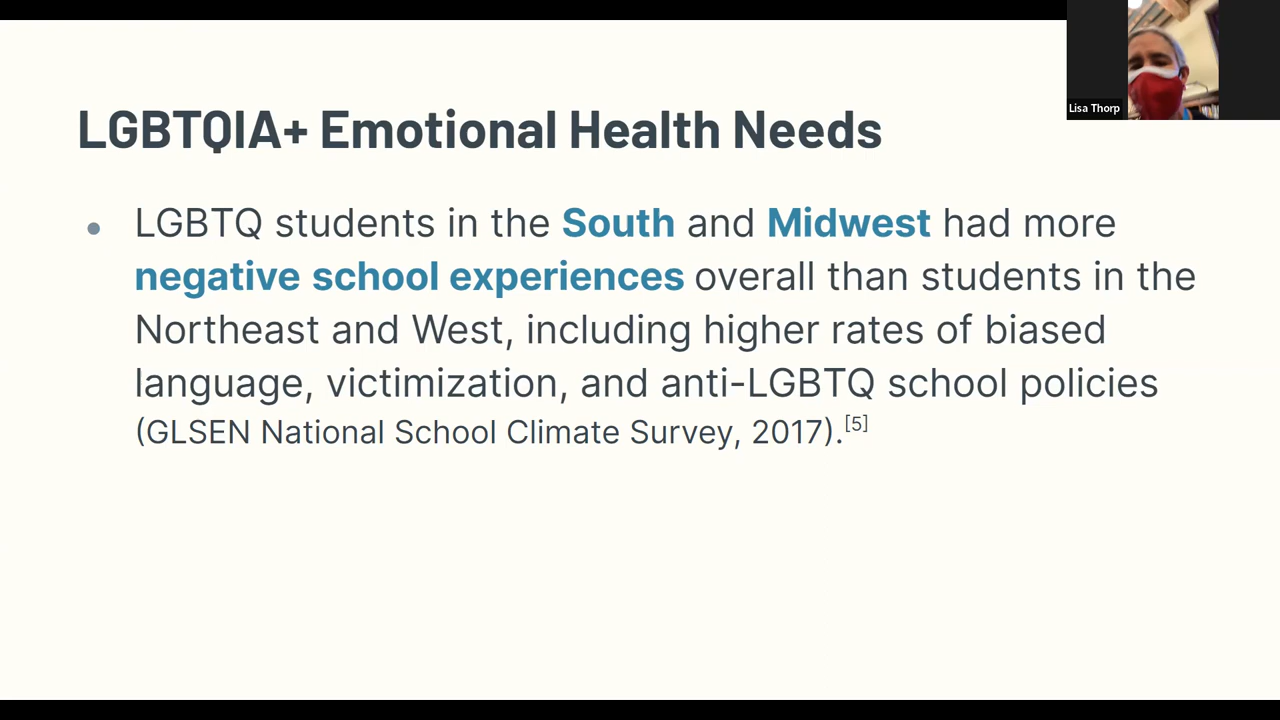 Lisa Thorp
LGBTQIA+ Emotional Health Needs
• LGBTQ students in the South and Midwest had more
negative school experiences overall than students in the
Northeast and West, including higher rates of biased
language, victimization, and anti-LGBTQ school policies
(GLSEN National School Climate Survey, 2017).[5]